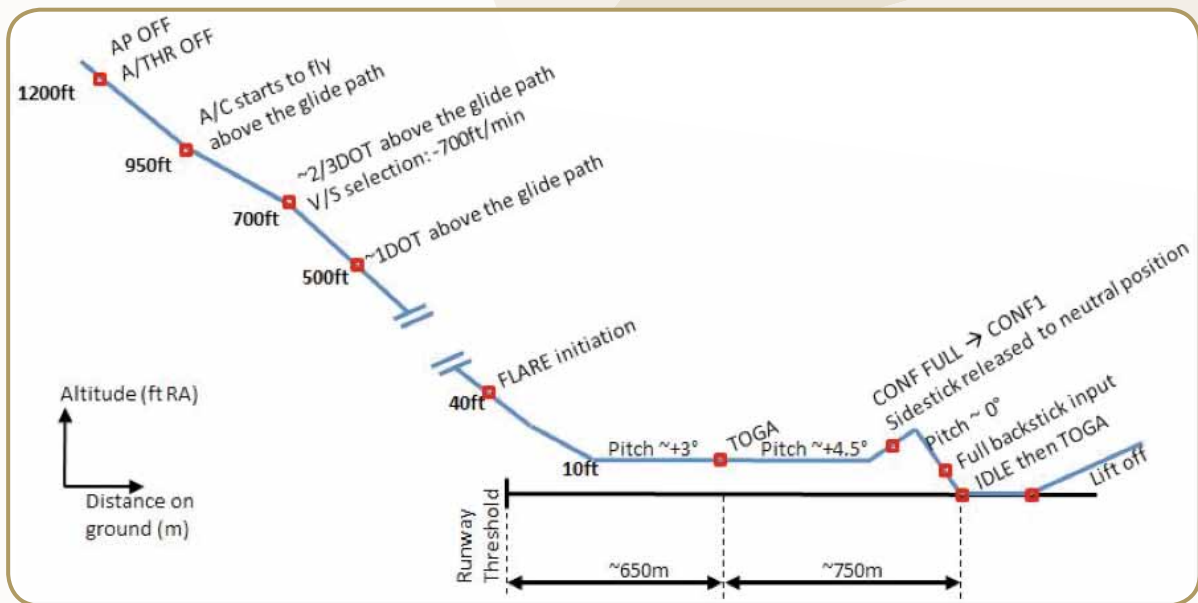 AP OFF
A/THR OFF
1200ft
A/C starts to fly
above the glide path
950ft
~2/3DOT above the glide path
V/S selection: -700ft/min
700ft
~1DOT above the glide path
500ft
FLARE initiation
40ft
CONF FULL → CONF1
Sidestick released to neutral position
Pitch ~ 0°
Full backstick input
IDLE then TOGA
Lift off
Altitude (ft RA)
Distance on
ground (m)
10ft
Pitch ~+3°
TOGA
Pitch ~+4.5°
Runway
Threshold
~650m
~750m